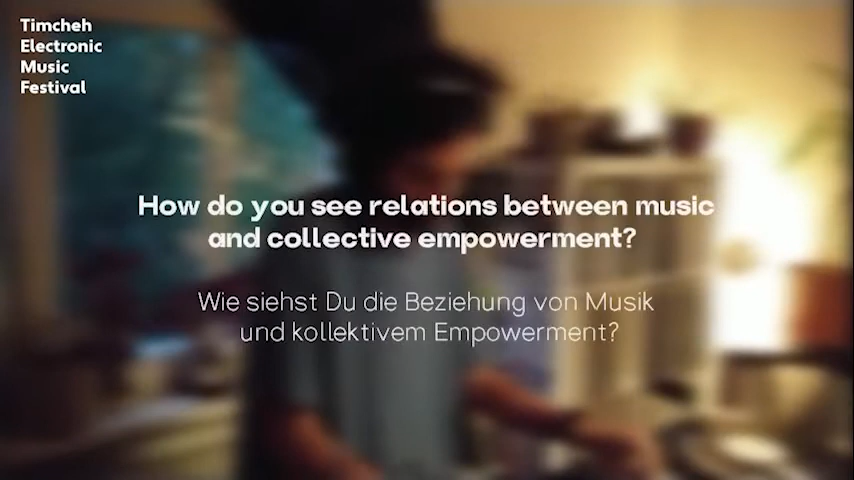 Timcheh
Electronic
Music
Festival
How do you see relations between music
and collective empowerment?
Wie siehst Du die Beziehung von Musik
und kollektivem Empowerment?